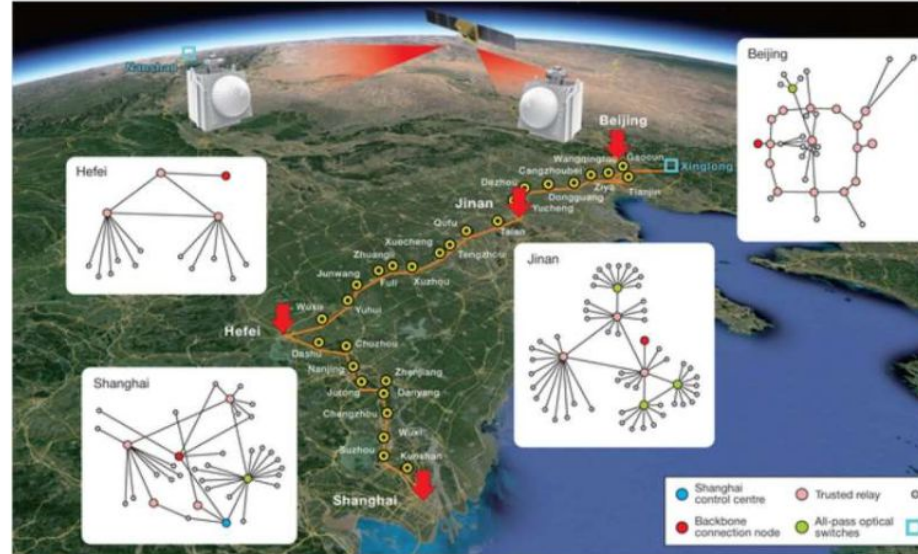 Nanshan
Beijing
Beijing
Wangqingtuo
Gaocun
Xinglong
Cangzhoubei
Dezhou
Ziya
Tianjin
Dongguang
Hefei
Jinan
Yucheng
Qufu
Taian
Xuecheng
Tengzhou
Zhuangli
Jinan
Junwang
Fuli
Xuzhou
Wuxu
Yuhui
Hefei
Dashu
Chuzhou
Nanjing
Zhenjiang
Shanghai
Jurong
Danyang
Changzhou
Wuxi
Suzhou
Kunshan
Shanghai
Shanghai
control centre
Trusted relay
Backbone
connection node
All-pass optical
switches